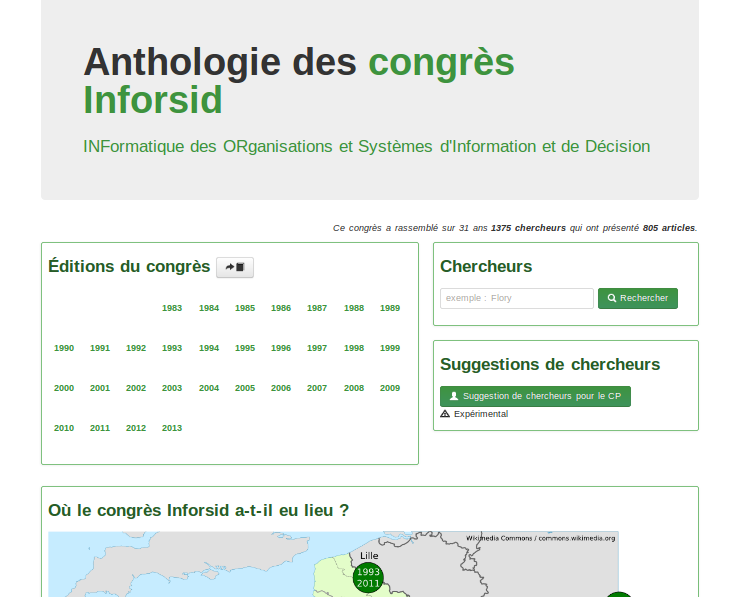 Anthologie des congrès
Inforsid
INFormatique des ORganisations et Systèmes d'Information et de Décision
Ce congrès a rassemblé sur 31 ans 1375 chercheurs qui ont présenté 805 articles.
Éditions du congrès
1983 1984 1985 1986 1987 1988 1989
1990 1991 1992 1993 1994 1995 1996 1997 1998 1999
2000 2001 2002 2003 2004 2005 2006 2007 2008 2009
2010 2011 2012 2013
Chercheurs
exemple : Flory Rechercher
Suggestions de chercheurs
Suggestion de chercheurs pour le CP
Expérimental
Où le congrès Inforsid a-t-il eu lieu ?
Wikimedia Commons / commons.wikimedia.org
Lille
1993
2011